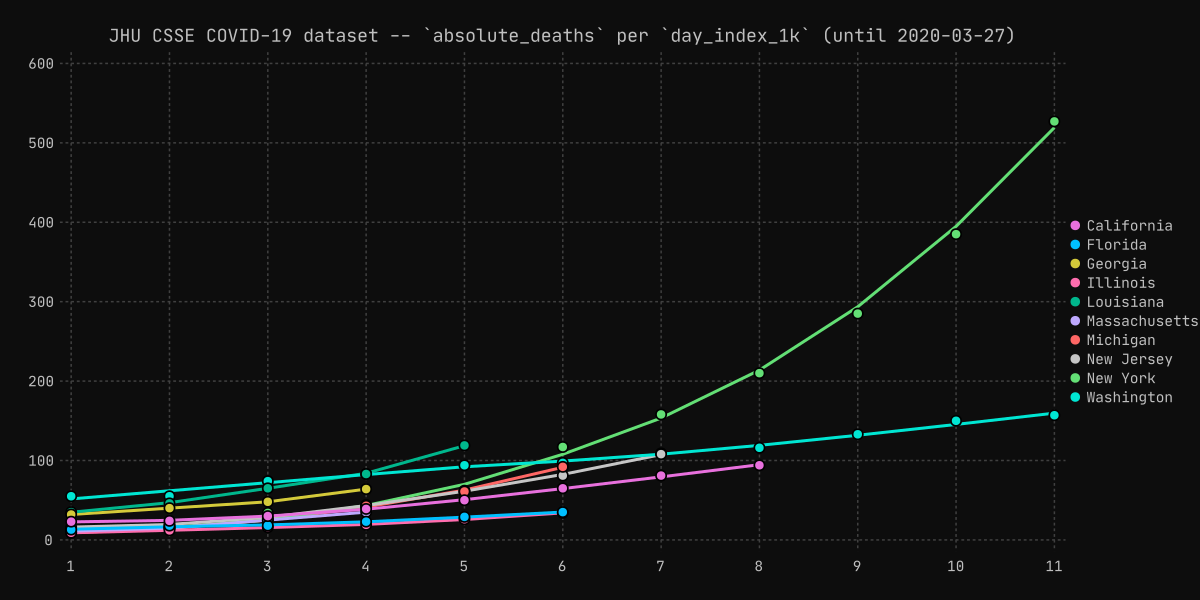 JHU CSSE COVID-19 dataset -- `absolute_deaths` per `day_index_1k` (until 2020-03-27)
600
500
400
300
200
100
0
1 2 3 4 5 6 7 8 9 10 11
California
Florida
Georgia
Illinois
Louisiana
Massachusetts
Michigan
New Jersey
New York
Washington